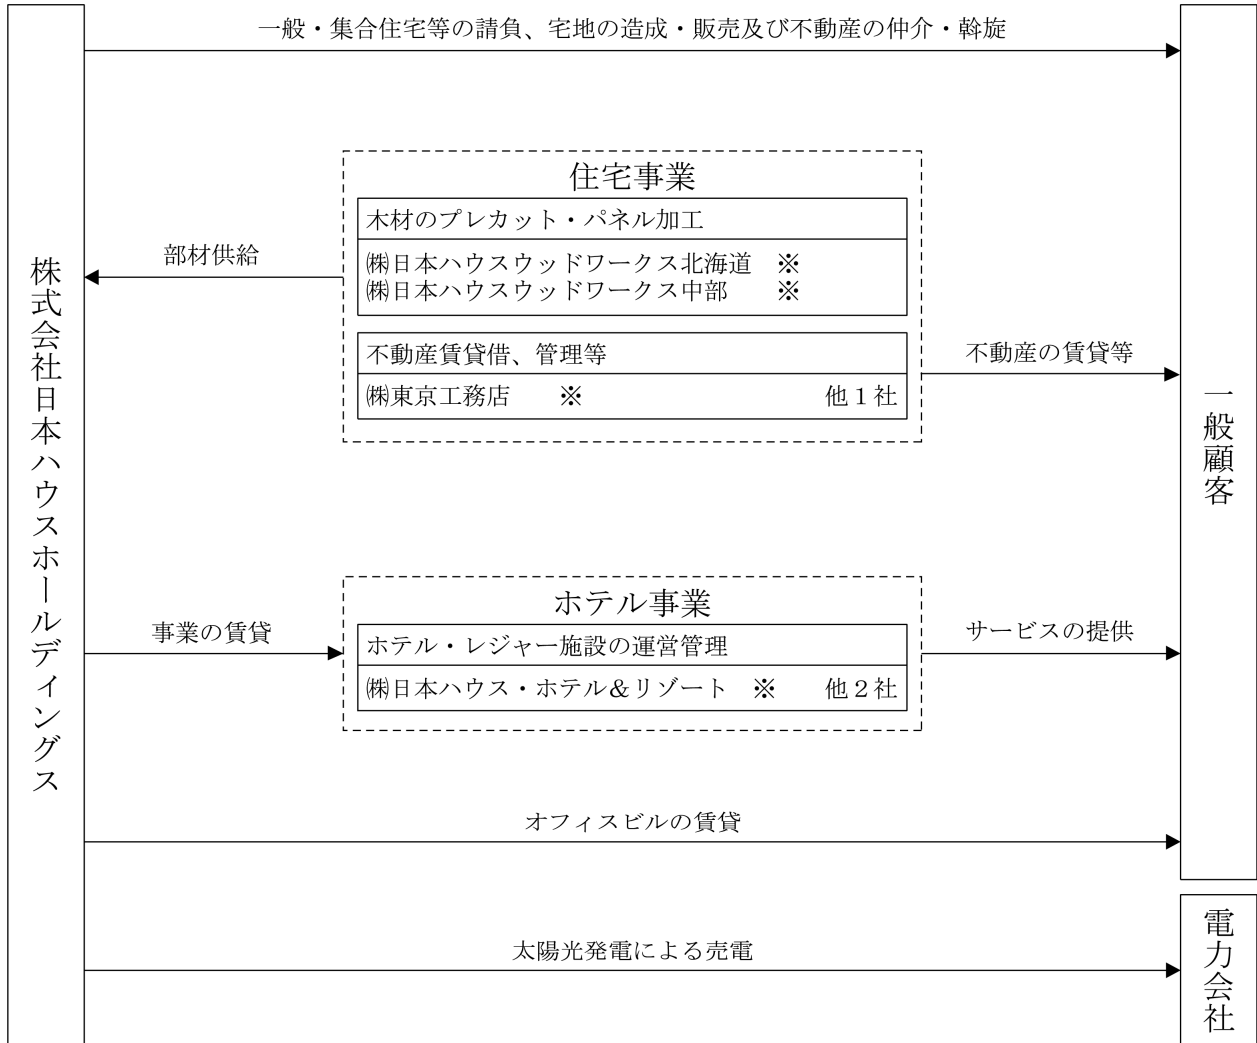 一般・集合住宅等の請負、宅地の造成・販売及び不動産の仲介・斡旋
株式会社日本ハウスホールディングス
住宅事業
木材のプレカット・パネル加工
㈱日本ハウスウッドワークス北海道 ※
㈱日本ハウスウッドワークス中部 ※
部材供給
不動産賃貸借、管理等
㈱東京工務店 ※ 他1社
不動産の賃貸等
一般顧客
ホテル事業
ホテル・レジャー施設の運営管理
㈱日本ハウス・ホテル&リゾート ※ 他2社
事業の賃貸
サービスの提供
オフィスビルの賃貸
太陽光発電による売電
電力会社